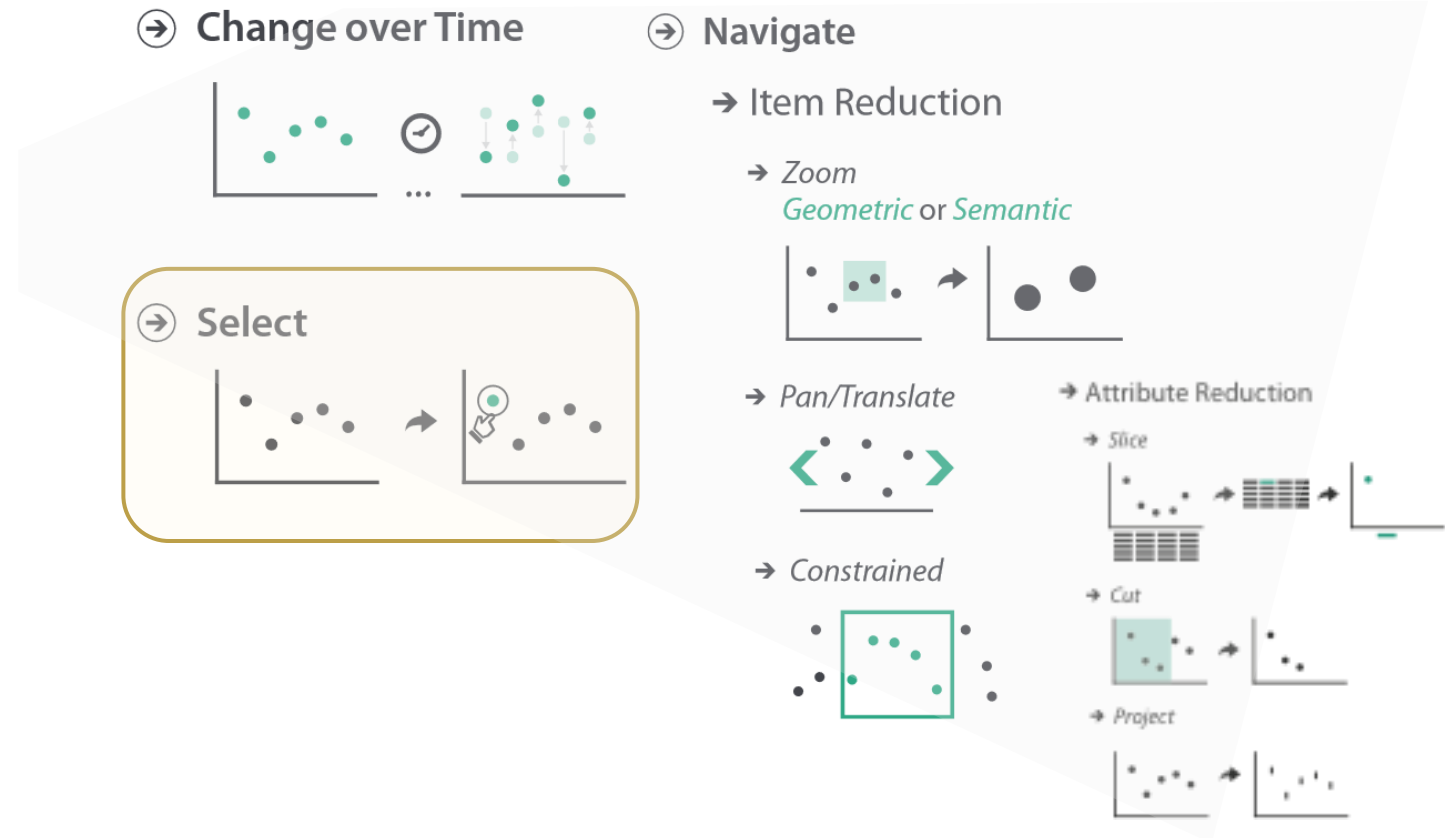 Change over Time
...
Select
Navigate
Item Reduction
Zoom
Geometric or Semantic
Pan/Translate
Constrained
Attribute Reduction
Slice
Cut
Project